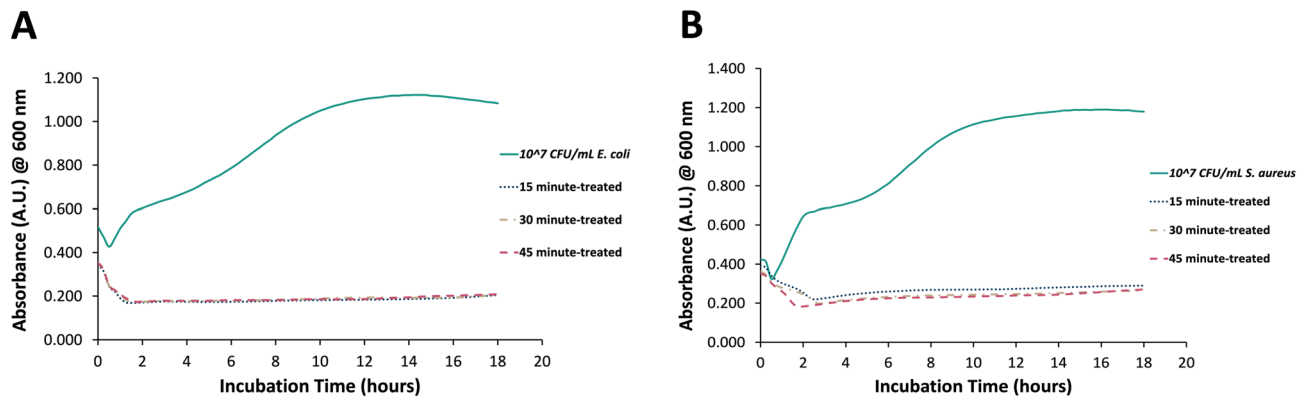 A
Absorbance (A.U.) @ 600 nm
1.200
1.000
0.800
0.600
0.400
0.200
0.000
0 2 4 6 8 10 12 14 16 18 20
Incubation Time (hours)
10^7 CFU/mL E. coli
15 minute-treated
30 minute-treated
45 minute-treated
B
Absorbance (A.U.) @ 600 nm
1.400
1.200
1.000
0.800
0.600
0.400
0.200
0.000
0 2 4 6 8 10 12 14 16 18 20
Incubation Time (hours)
10^7 CFU/mL S. aureus
15 minute-treated
30 minute-treated
45 minute-treated